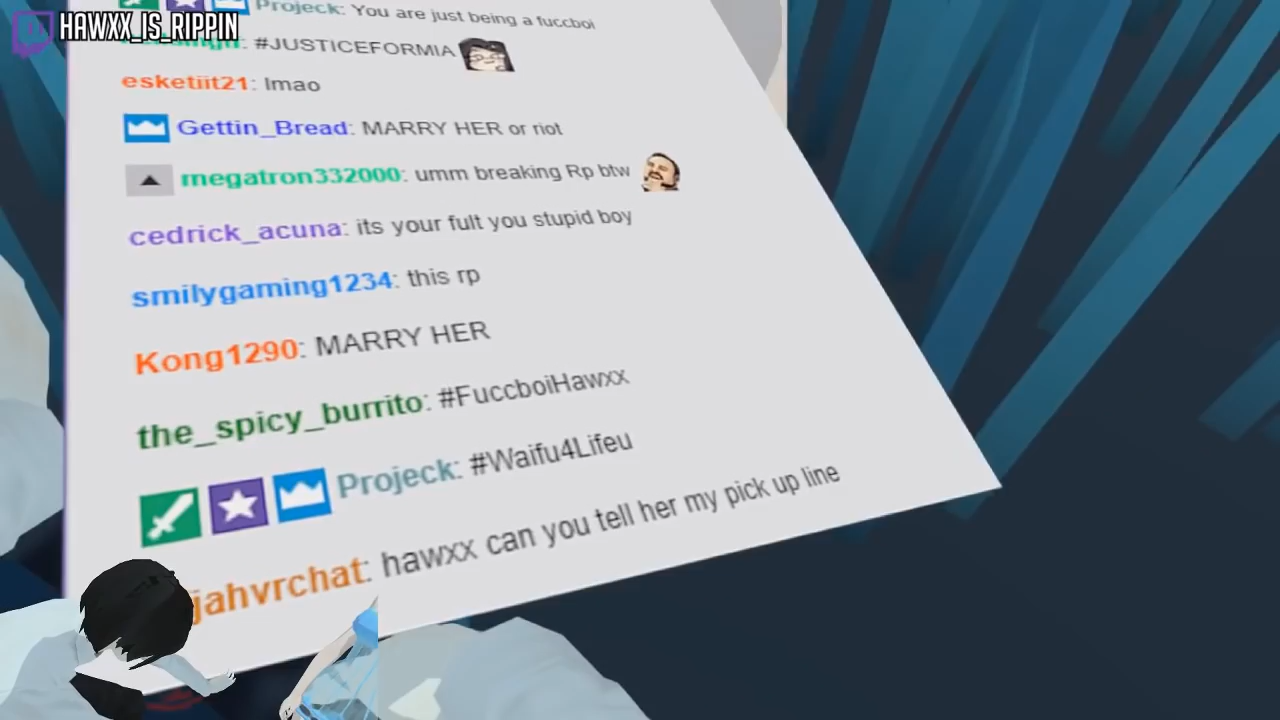 HAWXX_IS_RIPPIN
Projeck: You are just being a fuccboi
#JUSTICEFORMIA
esketiit21: lmao
Gettin_Bread: MARRY HER or riot
megatron332000: umm breaking Rp btw
cedrick_acuna: its your fult you stupid boy
smilygaming1234: this rp
Kong1290: MARRY HER
the_spicy_burrito: #FuccboiHawxx
Projeck: #Waifu4Lifeu
jahvrchat: hawxx can you tell her my pick up line